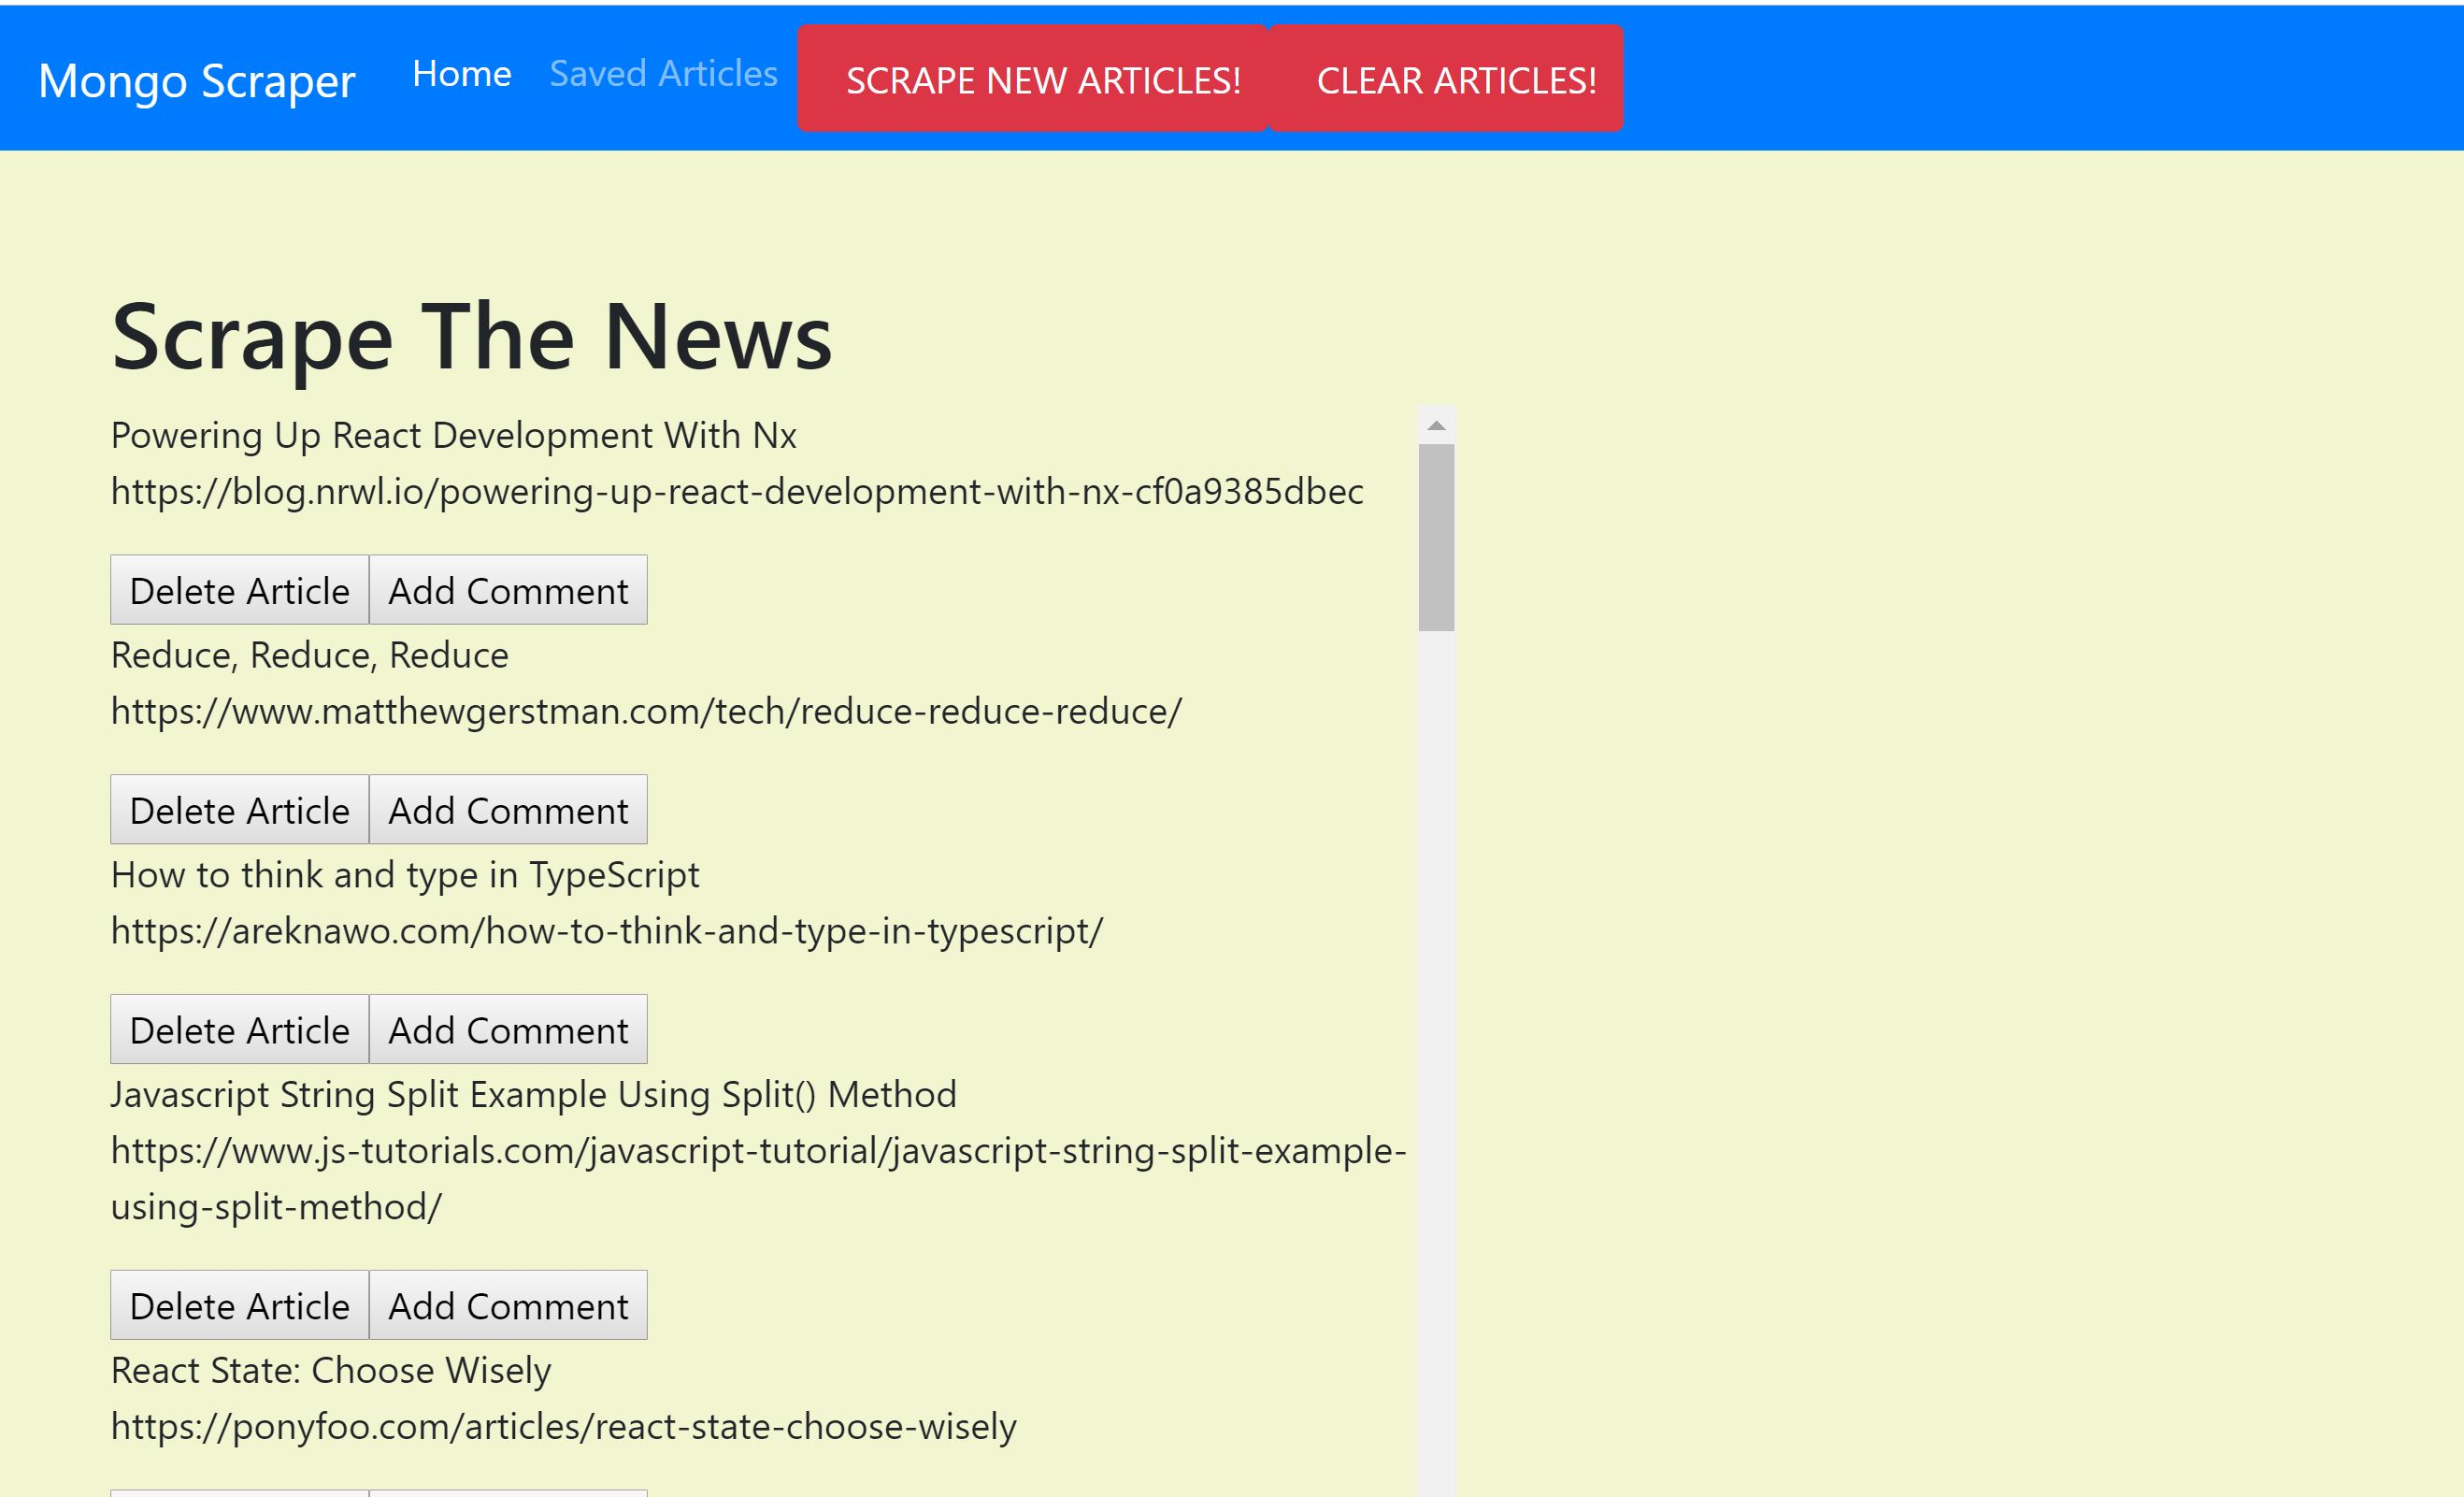 Mongo Scraper Home Saved Articles SCRAPE NEW ARTICLES! CLEAR ARTICLES!
Scrape The News
Powering Up React Development With Nx
https://blog.nrwl.io/powering-up-react-development-with-nx-cf0a9385dbec
Delete Article Add Comment
Reduce, Reduce, Reduce
https://www.matthewgerstman.com/tech/reduce-reduce-reduce/
Delete Article Add Comment
How to think and type in TypeScript
https://areknawo.com/how-to-think-and-type-in-typescript/
Delete Article Add Comment
Javascript String Split Example Using Split() Method
https://www.js-tutorials.com/javascript-tutorial/javascript-string-split-example-
using-split-method/
Delete Article Add Comment
React State: Choose Wisely
https://ponyfoo.com/articles/react-state-choose-wisely